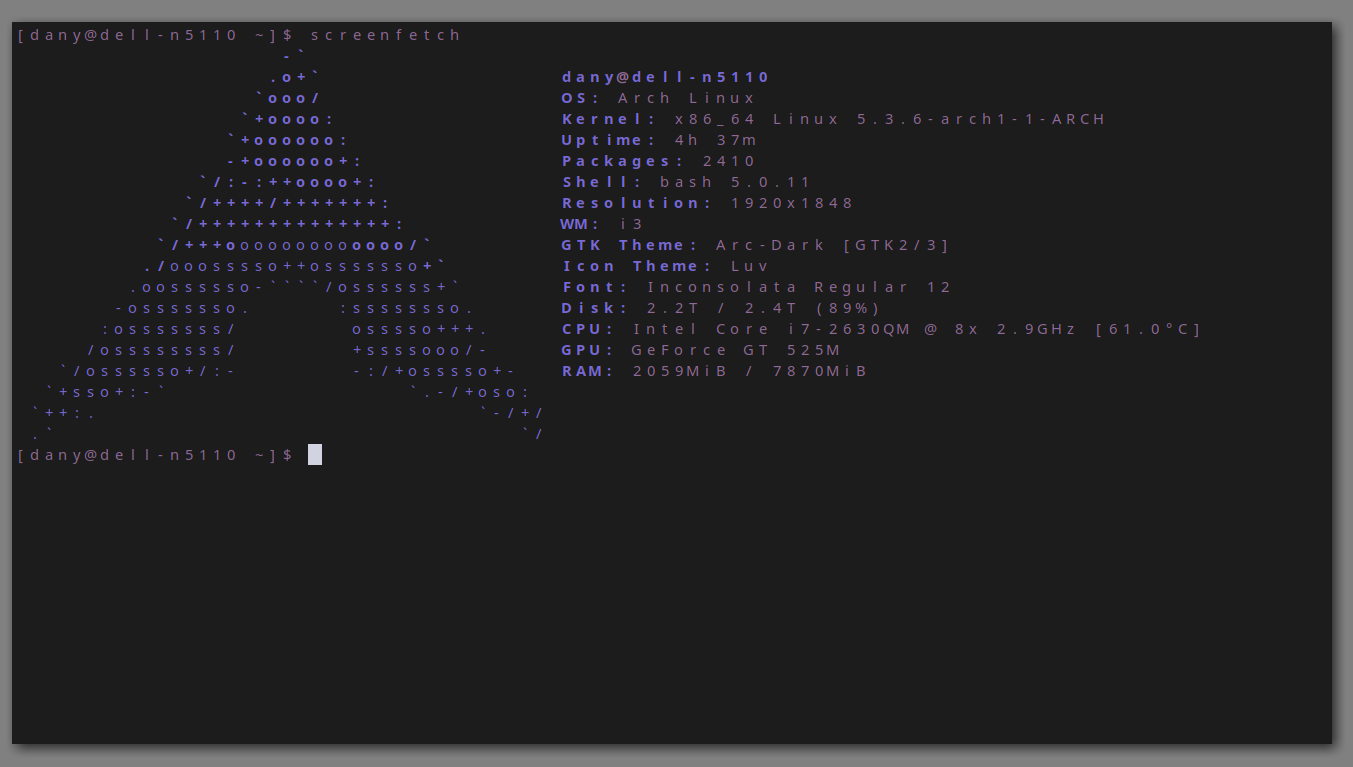 [dany@dell-n5110 ~]$ screenfetch
-`
.o+`
dany@dell-n5110
`ooo/
OS: Arch Linux
`+oooo:
Kernel: x86_64 Linux 5.3.6-arch1-1-ARCH
`+oooooo:
Uptime: 4h 37m
-+oooooo+:
Packages: 2410
`/:-:++oooo+:
Shell: bash 5.0.11
`/++++/+++++++:
Resolution: 1920x1848
`/++++++++++++++:
WM: i3
`/+++ooooooooooooo/`
GTK Theme: Arc-Dark [GTK2/3]
./ooosssso++osssssso+`
Icon Theme: Luv
.oossssso-````/ossssss+`
Font: Inconsolata Regular 12
-osssssso. :ssssssso.
Disk: 2.2T / 2.4T (89%)
:osssssss/ osssso+++.
CPU: Intel Core i7-2630QM @ 8x 2.9GHz [61.0°C]
/ossssssss/ +ssssooo/-
GPU: GeForce GT 525M
`/ossssso+/:- -:/+osssso+-
RAM: 2059MiB / 7870MiB
`+sso+:-` `.-/+oso:
`++:. `-/+/
.` `/
[dany@dell-n5110 ~]$